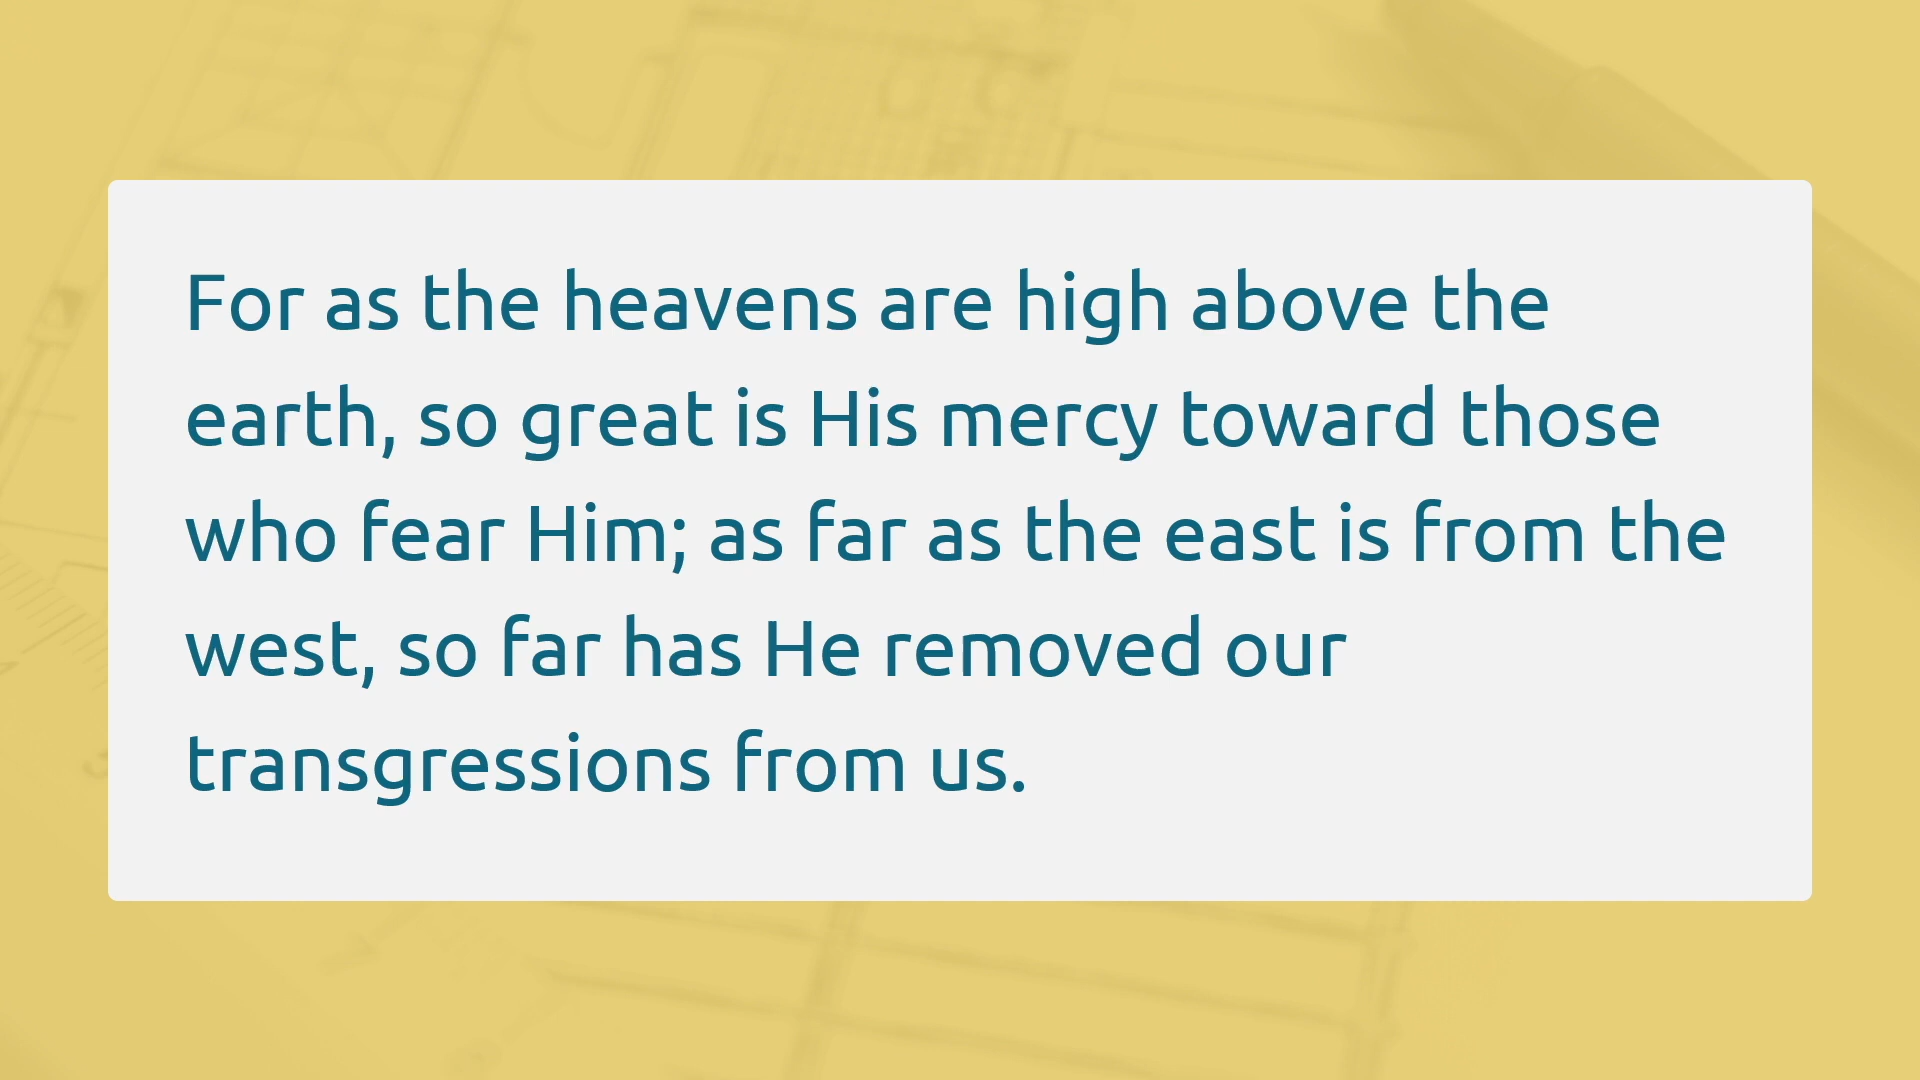 For as the heavens are high above the
earth, so great is His mercy toward those
who fear Him; as far as the east is from the
west, so far has He removed our
transgressions from us.